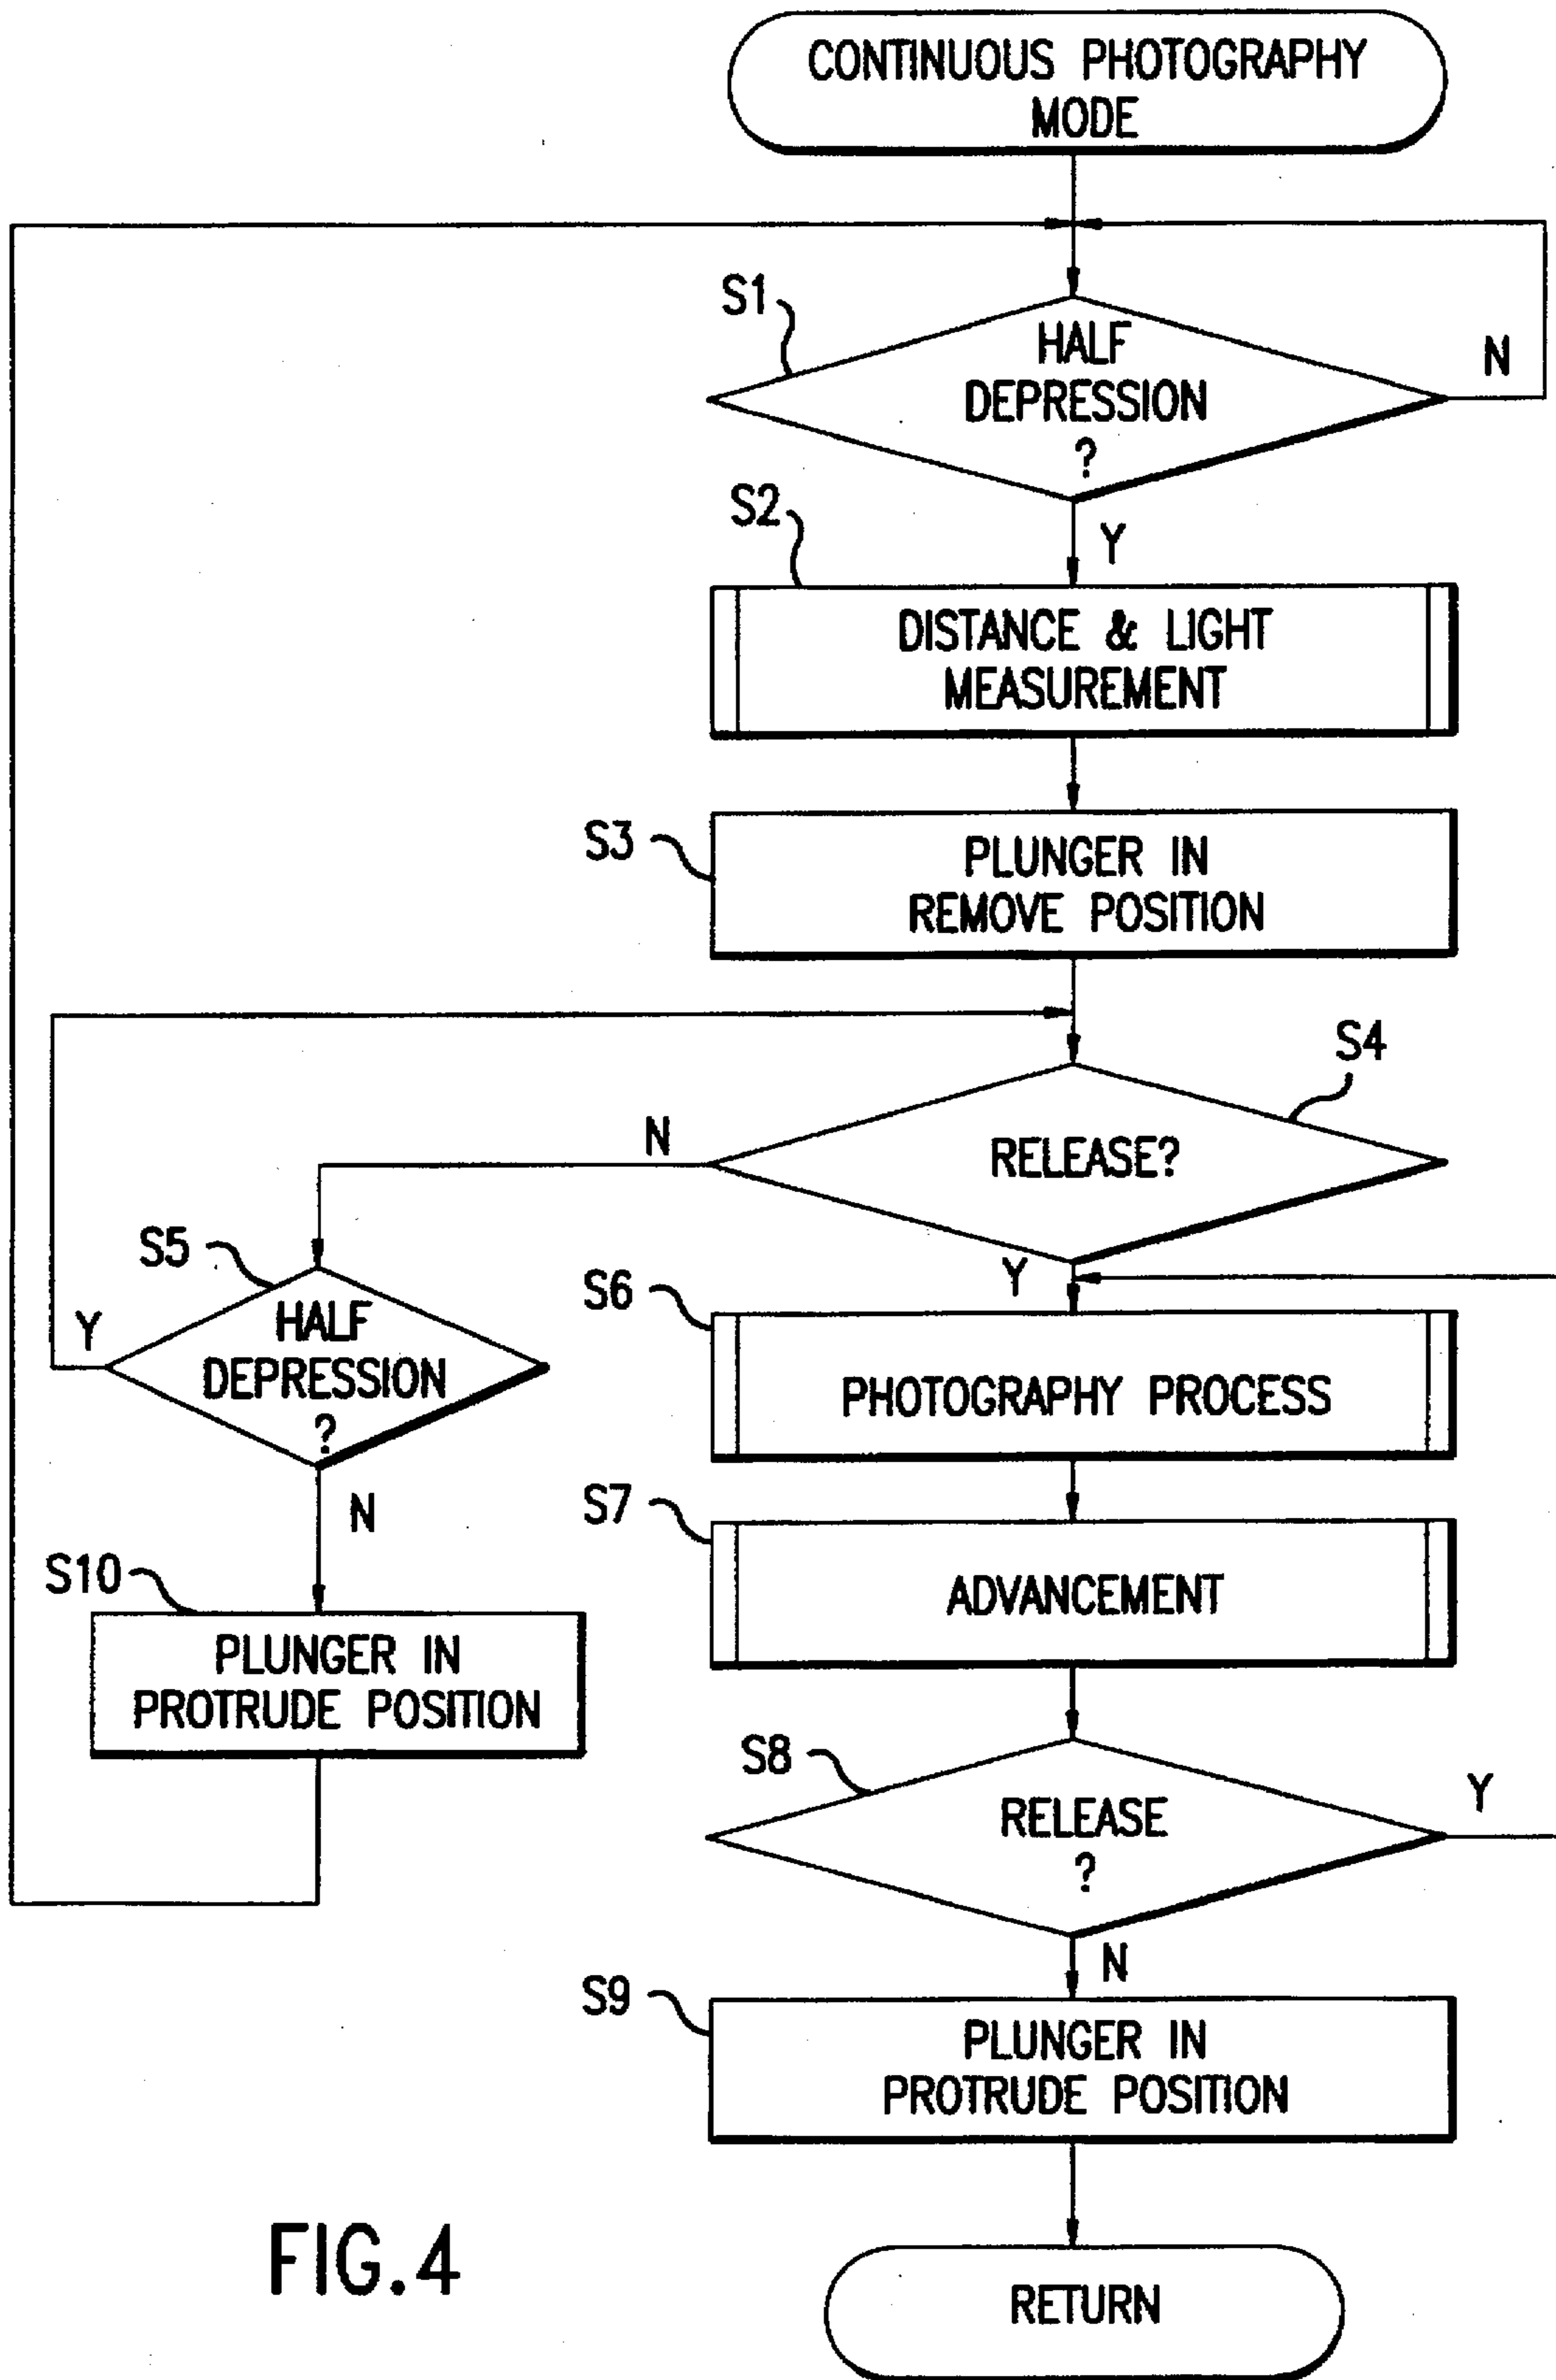 CONTINUOUS PHOTOGRAPHY
MODE
S1
HALF
DEPRESSION
?
N
Y
S2
DISTANCE & LIGHT
MEASUREMENT
S3
PLUNGER IN
REMOVE POSITION
S4
RELEASE?
N
Y
S5
HALF
DEPRESSION
?
Y
N
S6
PHOTOGRAPHY PROCESS
S7
ADVANCEMENT
S10
PLUNGER IN
PROTRUDE POSITION
S8
RELEASE
?
Y
N
S9
PLUNGER IN
PROTRUDE POSITION
RETURN
FIG.4